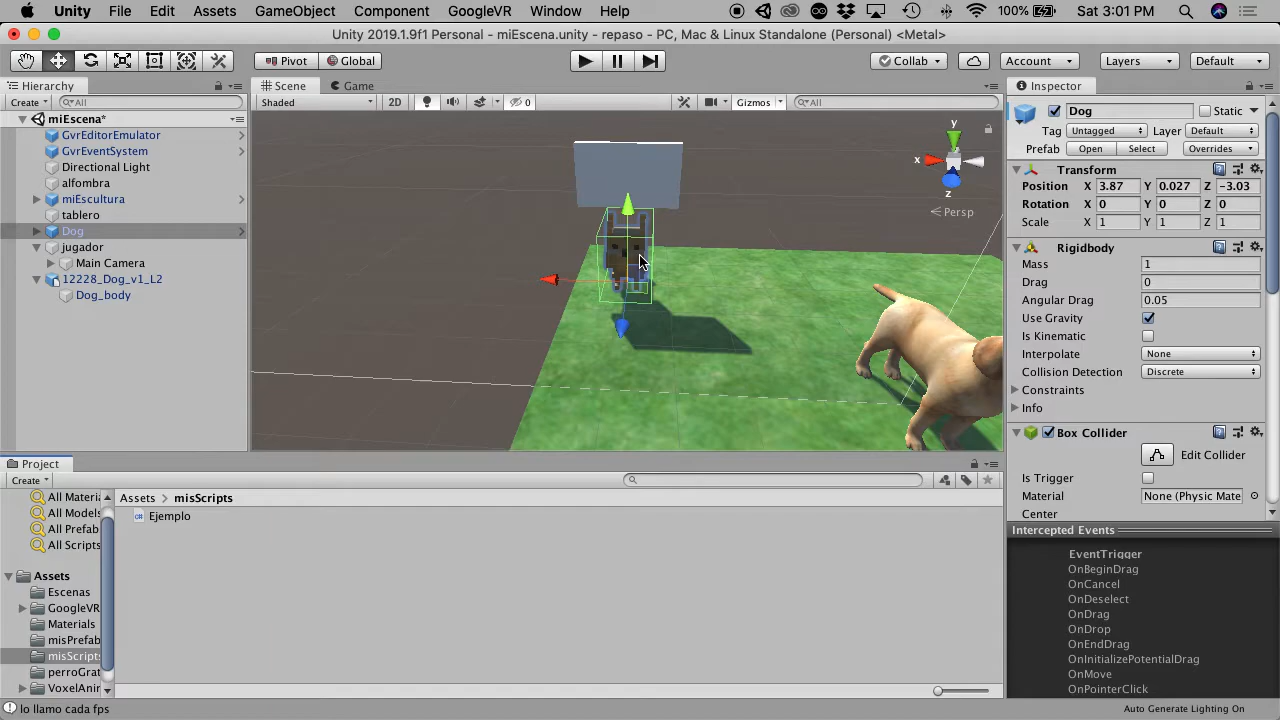 Unity File Edit Assets GameObject Component GoogleVR Window Help 100% Sat 3:01 PM
Unity 2019.1.9f1 Personal - miEscena.unity - repaso - PC, Mac & Linux Standalone (Personal) <Metal>
Pivot Global Collab Account Layers Default
Hierarchy
Create All
miEscena*
GvrEditorEmulator
GvrEventSystem
Directional Light
alfombra
miEscultura
tablero
Dog
jugador
Main Camera
12228_Dog_v1_L2
Dog_body
Scene Game
Shaded 2D 0 Gizmos All
y
x
z
Persp
Inspector
Dog Static
Tag Untagged Layer Default
Prefab Open Select Overrides
Transform
Position X 3.87 Y 0.027 Z -3.03
Rotation X 0 Y 0 Z 0
Scale X 1 Y 1 Z 1
Rigidbody
Mass 1
Drag 0
Angular Drag 0.05
Use Gravity
Is Kinematic
Interpolate None
Collision Detection Discrete
Constraints
Info
Box Collider
Edit Collider
Is Trigger
Material None (Physic Mate
Center
Intercepted Events
EventTrigger
OnBeginDrag
OnCancel
OnDeselect
OnDrag
OnDrop
OnEndDrag
OnInitializePotentialDrag
OnMove
OnPointerClick
Project
Create
All Materia
All Models
All Prefab
All Scripts
Assets
Escenas
GoogleVR
Materials
misPrefab
misScripts
perroGrat
VoxelAnir
Assets > misScripts
Ejemplo
lo llamo cada fps
Auto Generate Lighting On